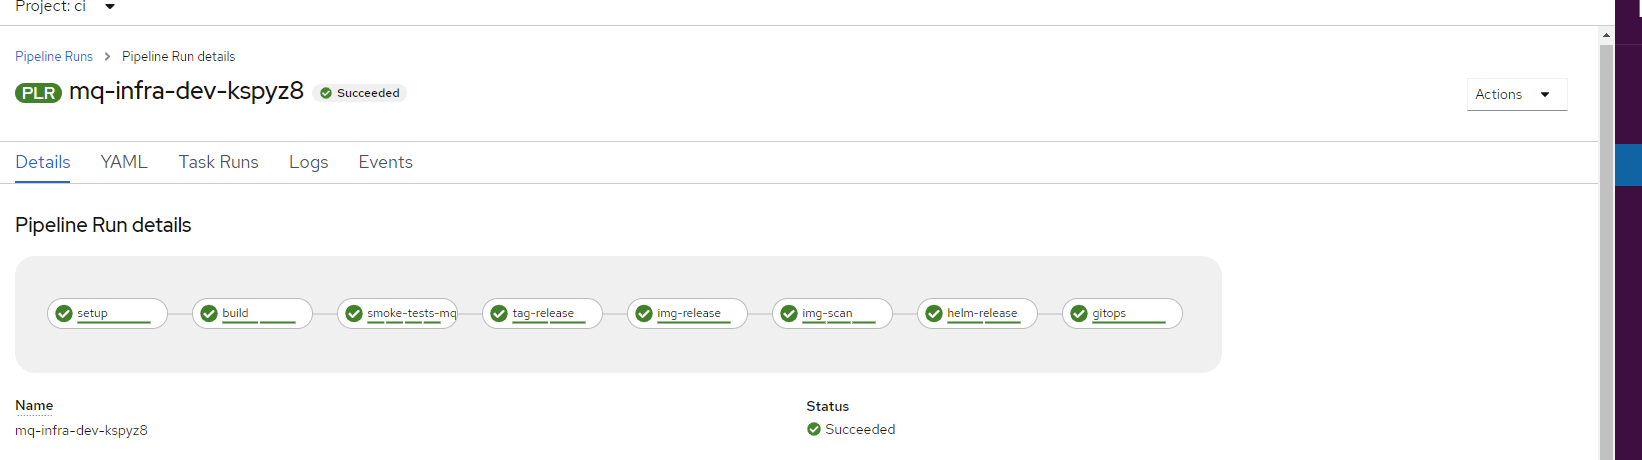 Project: ci
Pipeline Runs > Pipeline Run details
PLR mq-infra-dev-kspyz8 Succeeded
Actions
Details YAML Task Runs Logs Events
Pipeline Run details
setup build smoke-tests-mq tag-release img-release img-scan helm-release gitops
Name
mq-infra-dev-kspyz8
Status
Succeeded